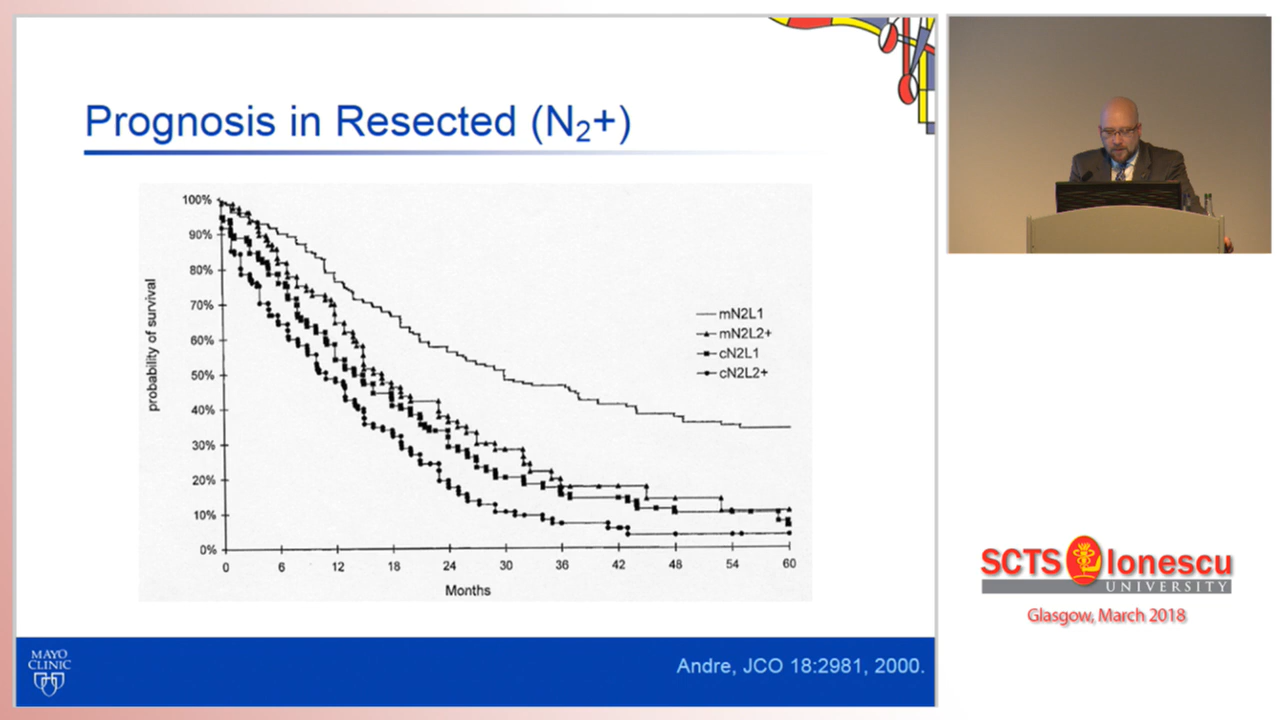 Prognosis in Resected (N₂+)
100%
90%
80%
70%
60%
50%
40%
30%
20%
10%
0%
probability of survival
mN2L1
mN2L2+
cN2L1
cN2L2+
0 6 12 18 24 30 36 42 48 54 60
Months
MAYO
CLINIC
Andre, JCO 18:2981, 2000.
SCTS Ionescu
UNIVERSITY
Glasgow, March 2018